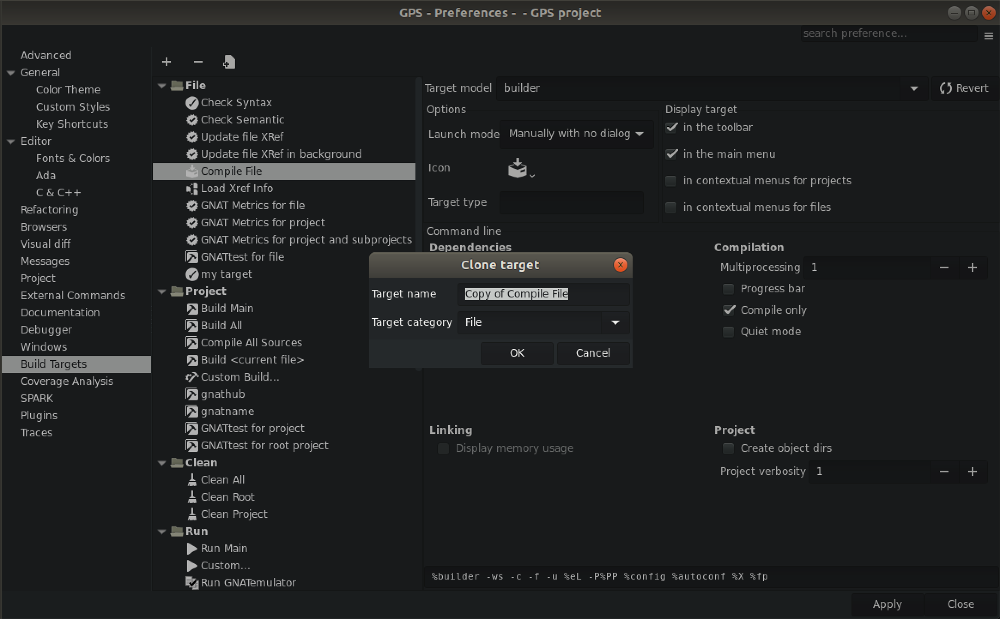 GPS - Preferences -  - GPS project
search preference...
Advanced
General
Color Theme
Custom Styles
Key Shortcuts
Editor
Fonts & Colors
Ada
C & C++
Refactoring
Browsers
Visual diff
Messages
Project
External Commands
Documentation
Debugger
Windows
Build Targets
Coverage Analysis
SPARK
Plugins
Traces
File
Check Syntax
Check Semantic
Update file XRef
Update file XRef in background
Compile File
Load Xref Info
GNAT Metrics for file
GNAT Metrics for project
GNAT Metrics for project and subprojects
GNATtest for file
my target
Project
Build Main
Build All
Compile All Sources
Build <current file>
Custom Build...
gnathub
gnatname
GNATtest for project
GNATtest for root project
Clean
Clean All
Clean Root
Clean Project
Run
Run Main
Custom...
Run GNATemulator
Target model builder Revert
Options
Launch mode Manually with no dialog
Icon
Target type
Display target
in the toolbar
in the main menu
in contextual menus for projects
in contextual menus for files
Command line
Dependencies
Compilation
Multiprocessing 1
Progress bar
Compile only
Quiet mode
Clone target
Target name Copy of Compile File
Target category File
OK Cancel
Linking
Display memory usage
Project
Create object dirs
Project verbosity 1
%builder -ws -c -f -u %eL -P%PP %config %autoconf %X %fp
Apply Close